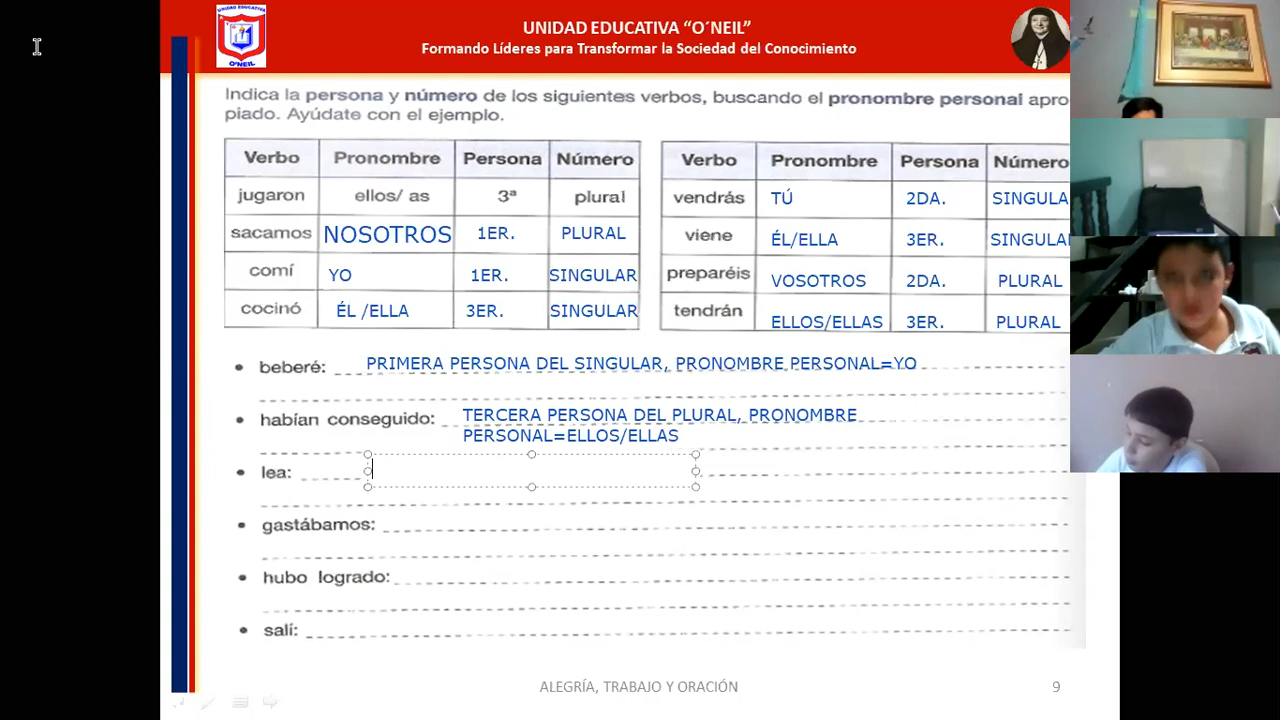 UNIDAD EDUCATIVA
O'NEIL
UNIDAD EDUCATIVA “O´NEIL”
Formando Líderes para Transformar la Sociedad del Conocimiento
Indica la persona y número de los siguientes verbos, buscando el pronombre personal apro
piado. Ayúdate con el ejemplo.
Verbo Pronombre Persona Número
jugaron ellos/ as 3ª plural
sacamos NOSOTROS 1ER. PLURAL
comí YO 1ER. SINGULAR
cocinó ÉL /ELLA 3ER. SINGULAR
Verbo Pronombre Persona Número
vendrás TÚ 2DA. SINGULA
viene ÉL/ELLA 3ER. SINGULA
preparéis VOSOTROS 2DA. PLURAL
tendrán ELLOS/ELLAS 3ER. PLURAL
• beberé: PRIMERA PERSONA DEL SINGULAR, PRONOMBRE PERSONAL=YO
• habían conseguido: TERCERA PERSONA DEL PLURAL, PRONOMBRE
PERSONAL=ELLOS/ELLAS
• lea:
• gastábamos:
• hubo logrado:
• salí:
ALEGRÍA, TRABAJO Y ORACIÓN 9